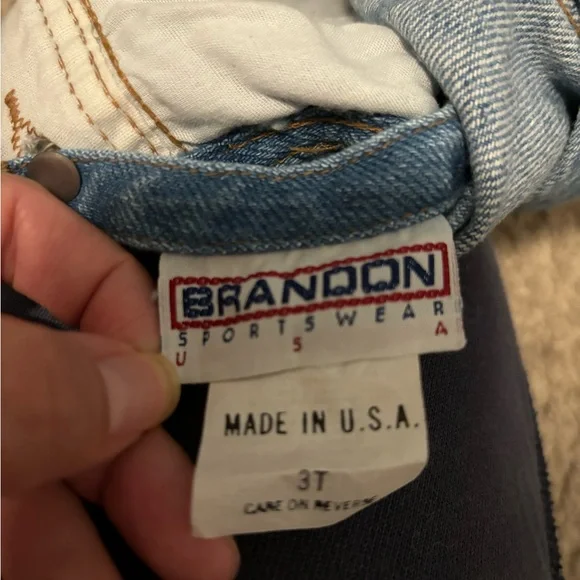 BRANDON
SPORTSWEAR
U S A
MADE IN U.S.A.
3T
CARE ON REVERSE